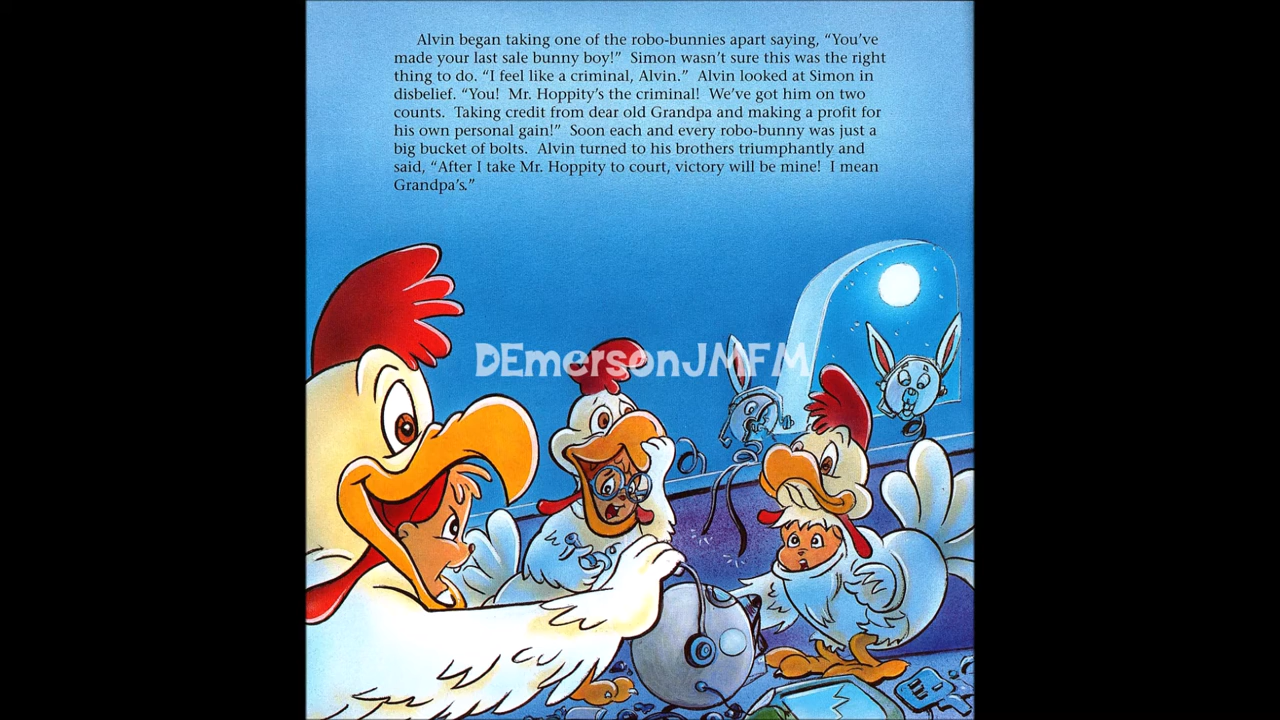 Alvin began taking one of the robo-bunnies apart saying, “You’ve
made your last sale bunny boy!”  Simon wasn’t sure this was the right
thing to do. “I feel like a criminal, Alvin.”  Alvin looked at Simon in
disbelief. “You!  Mr. Hoppity’s the criminal!  We’ve got him on two
counts.  Taking credit from dear old Grandpa and making a profit for
his own personal gain!”  Soon each and every robo-bunny was just a
big bucket of bolts.  Alvin turned to his brothers triumphantly and
said, “After I take Mr. Hoppity to court, victory will be mine!  I mean
Grandpa’s.”
DEmersonJMFM